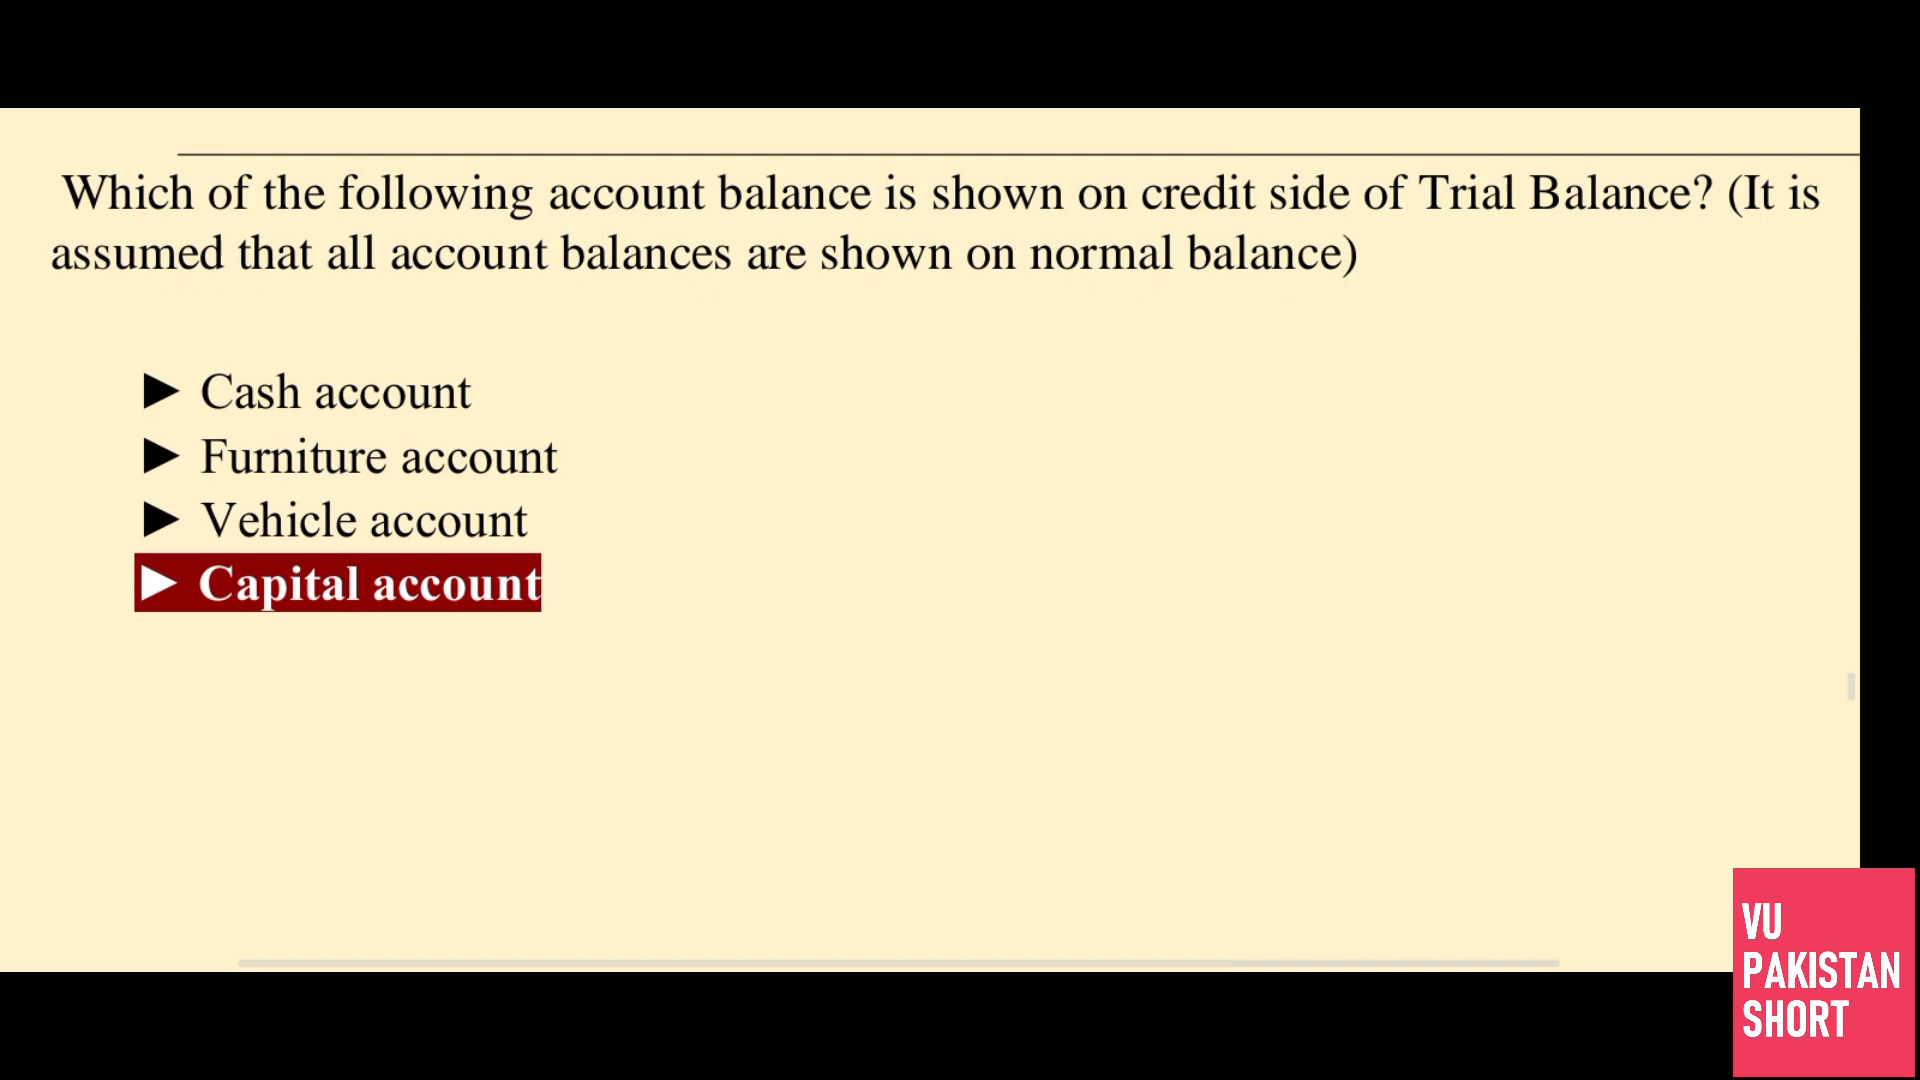 Which of the following account balance is shown on credit side of Trial Balance? (It is
assumed that all account balances are shown on normal balance)
► Cash account
► Furniture account
► Vehicle account
► Capital account
VU
PAKISTAN
SHORT